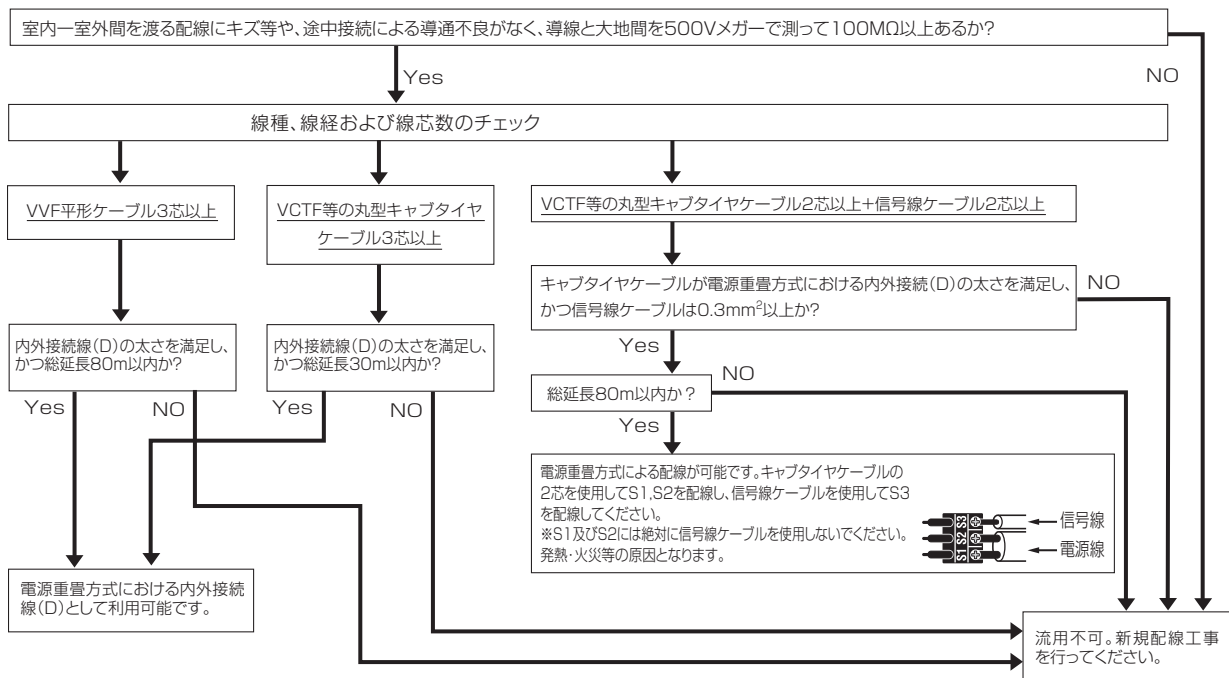 室内ー室外間を渡る配線にキズ等や、途中接続による導通不良がなく、導線と大地間を500Vメガーで測って100MΩ以上あるか?
Yes
NO
線種、線経および線芯数のチェック
VVF平形ケーブル3芯以上
VCTF等の丸型キャブタイヤ
ケーブル3芯以上
VCTF等の丸型キャブタイヤケーブル2芯以上+信号線ケーブル2芯以上
キャブタイヤケーブルが電源重畳方式における内外接続(D)の太さを満足し、
かつ信号線ケーブルは0.3mm²以上か?
NO
Yes
内外接続線(D)の太さを満足し、
かつ総延長80m以内か?
内外接続線(D)の太さを満足し、
かつ総延長30m以内か?
総延長80m以内か?
NO
Yes
Yes
NO
Yes
NO
電源重畳方式による配線が可能です。キャブタイヤケーブルの
2芯を使用してS1,S2を配線し、信号線ケーブルを使用してS3
を配線してください。
※S1及びS2には絶対に信号線ケーブルを使用しないでください。
発熱・火災等の原因となります。
S1 S2 S3
信号線
電源線
電源重畳方式における内外接続
線(D)として利用可能です。
流用不可。新規配線工事
を行ってください。